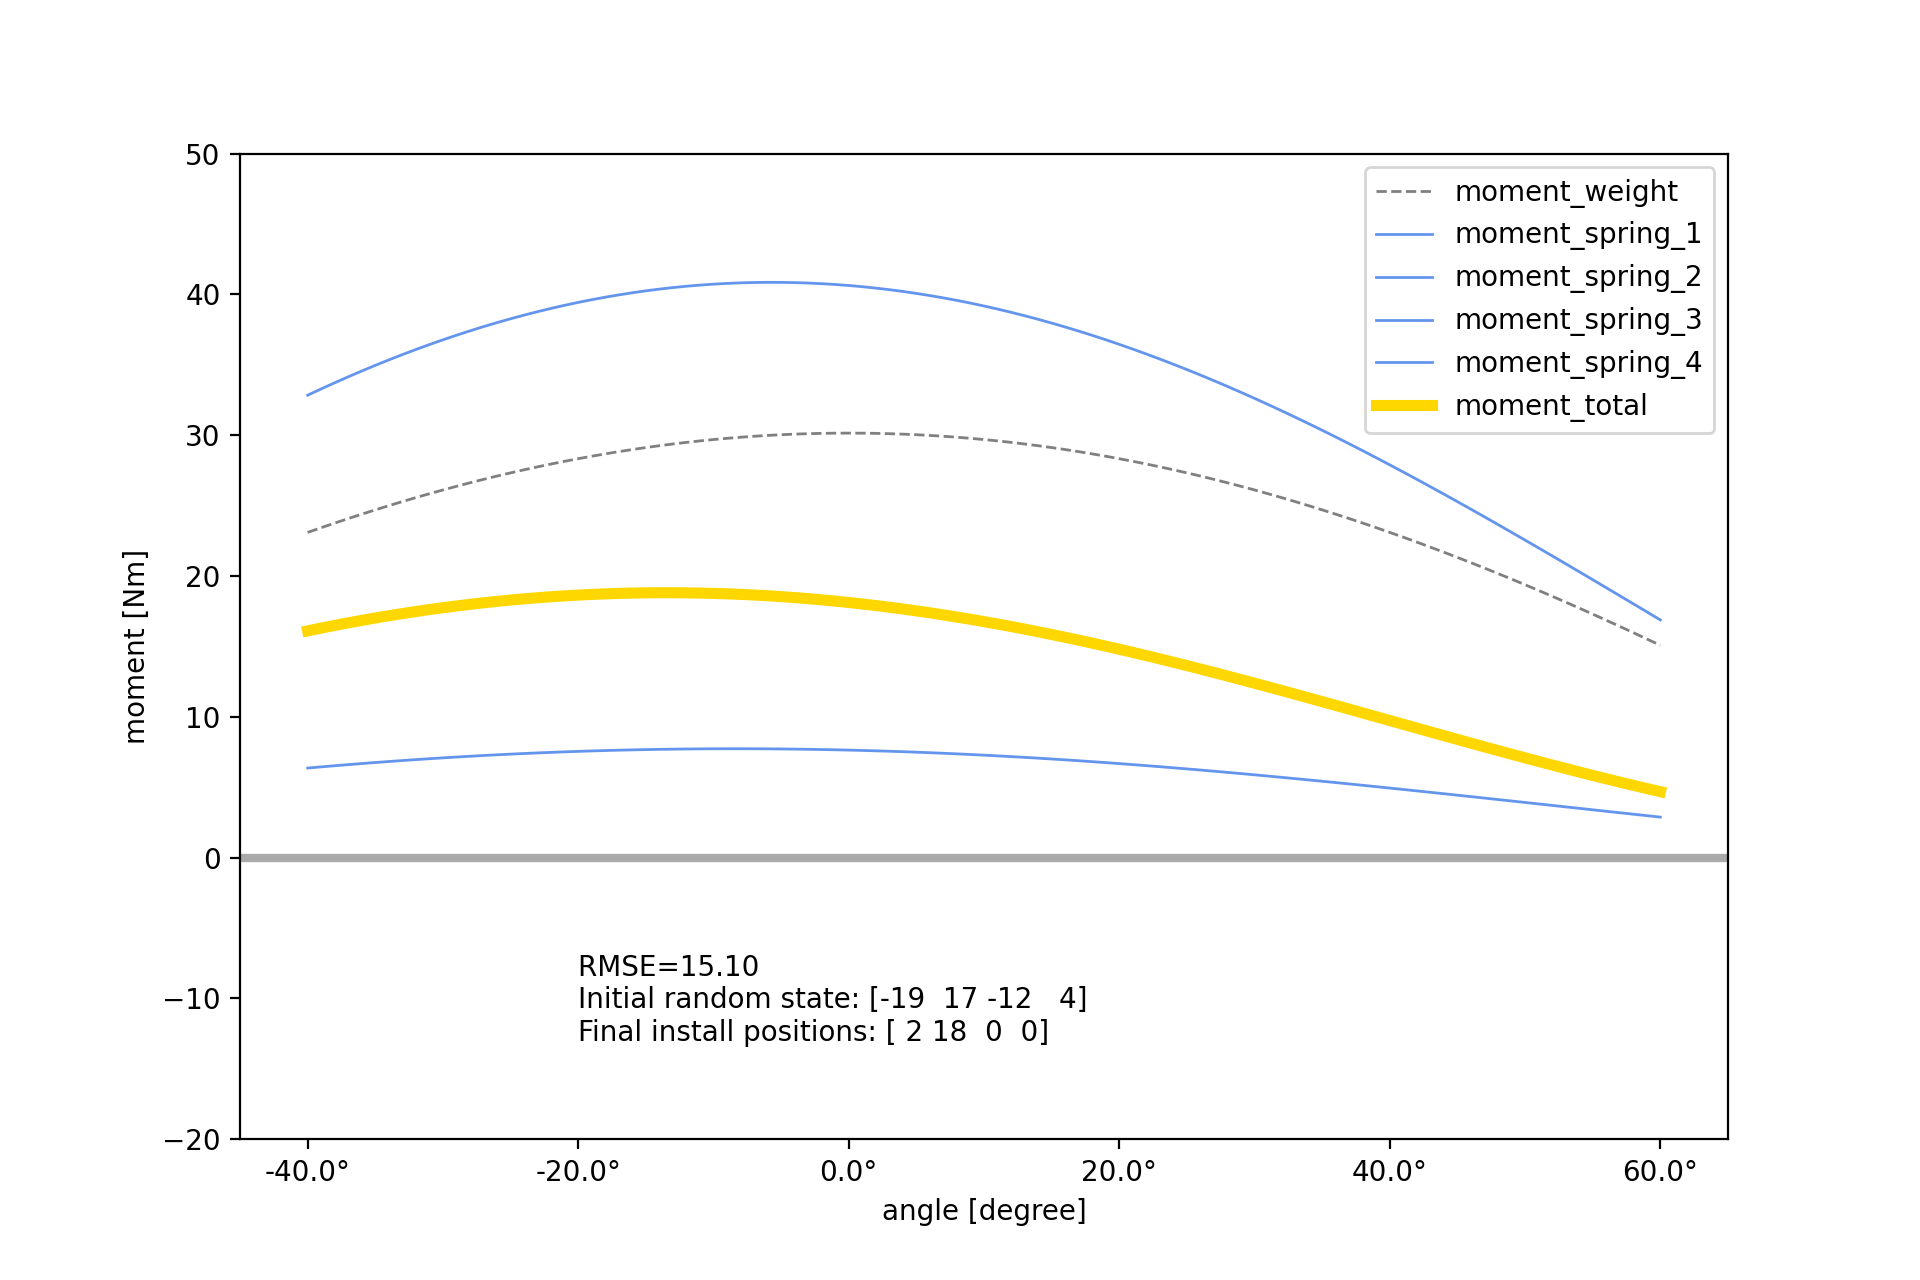 50
40
30
20
10
0
−10
−20
moment [Nm]
moment_weight
moment_spring_1
moment_spring_2
moment_spring_3
moment_spring_4
moment_total
RMSE=15.10
Initial random state: [-19  17 -12   4]
Final install positions: [ 2 18  0  0]
-40.0°
-20.0°
0.0°
20.0°
40.0°
60.0°
angle [degree]